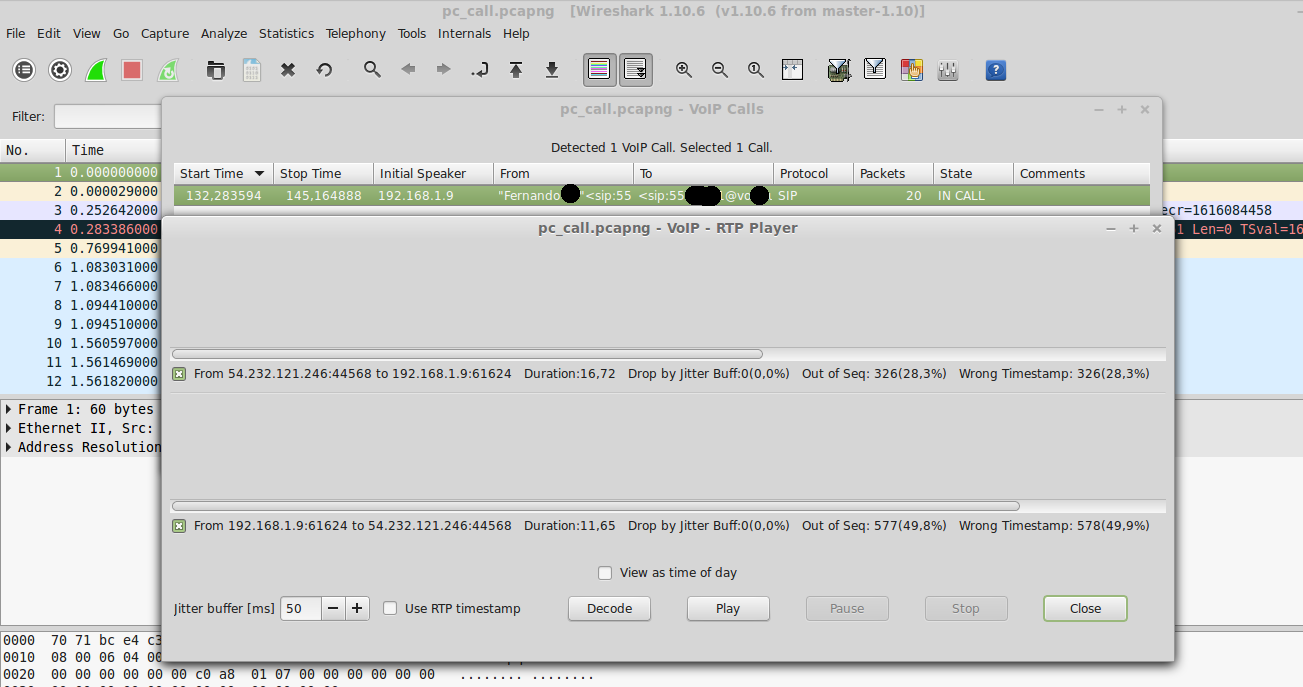 pc_call.pcapng [Wireshark 1.10.6 (v1.10.6 from master-1.10)]
File Edit View Go Capture Analyze Statistics Telephony Tools Internals Help
Filter:
pc_call.pcapng - VoIP Calls
Detected 1 VoIP Call. Selected 1 Call.
Start Time Stop Time Initial Speaker From To Protocol Packets State Comments
132,283594 145,164888 192.168.1.9 "Fernando "<sip:55 <sip:55 @vo SIP 20 IN CALL
No. Time
1 0.000000000
2 0.000029000
3 0.252642000 ecr=1616084458
4 0.283386000 1 Len=0 TSval=16
5 0.769941000
6 1.083031000
7 1.083466000
8 1.094410000
9 1.094510000
10 1.560597000
11 1.561469000
12 1.561820000
pc_call.pcapng - VoIP - RTP Player
From 54.232.121.246:44568 to 192.168.1.9:61624 Duration:16,72 Drop by Jitter Buff:0(0,0%) Out of Seq: 326(28,3%) Wrong Timestamp: 326(28,3%)
From 192.168.1.9:61624 to 54.232.121.246:44568 Duration:11,65 Drop by Jitter Buff:0(0,0%) Out of Seq: 577(49,8%) Wrong Timestamp: 578(49,9%)
View as time of day
Jitter buffer [ms] 50 Use RTP timestamp Decode Play Pause Stop Close
Frame 1: 60 bytes
Ethernet II, Src:
Address Resolution
0000 70 71 bc e4 c3
0010 08 00 06 04 00
0020 00 00 00 00 00 00 c0 a8 01 07 00 00 00 00 00 00 ........ ........